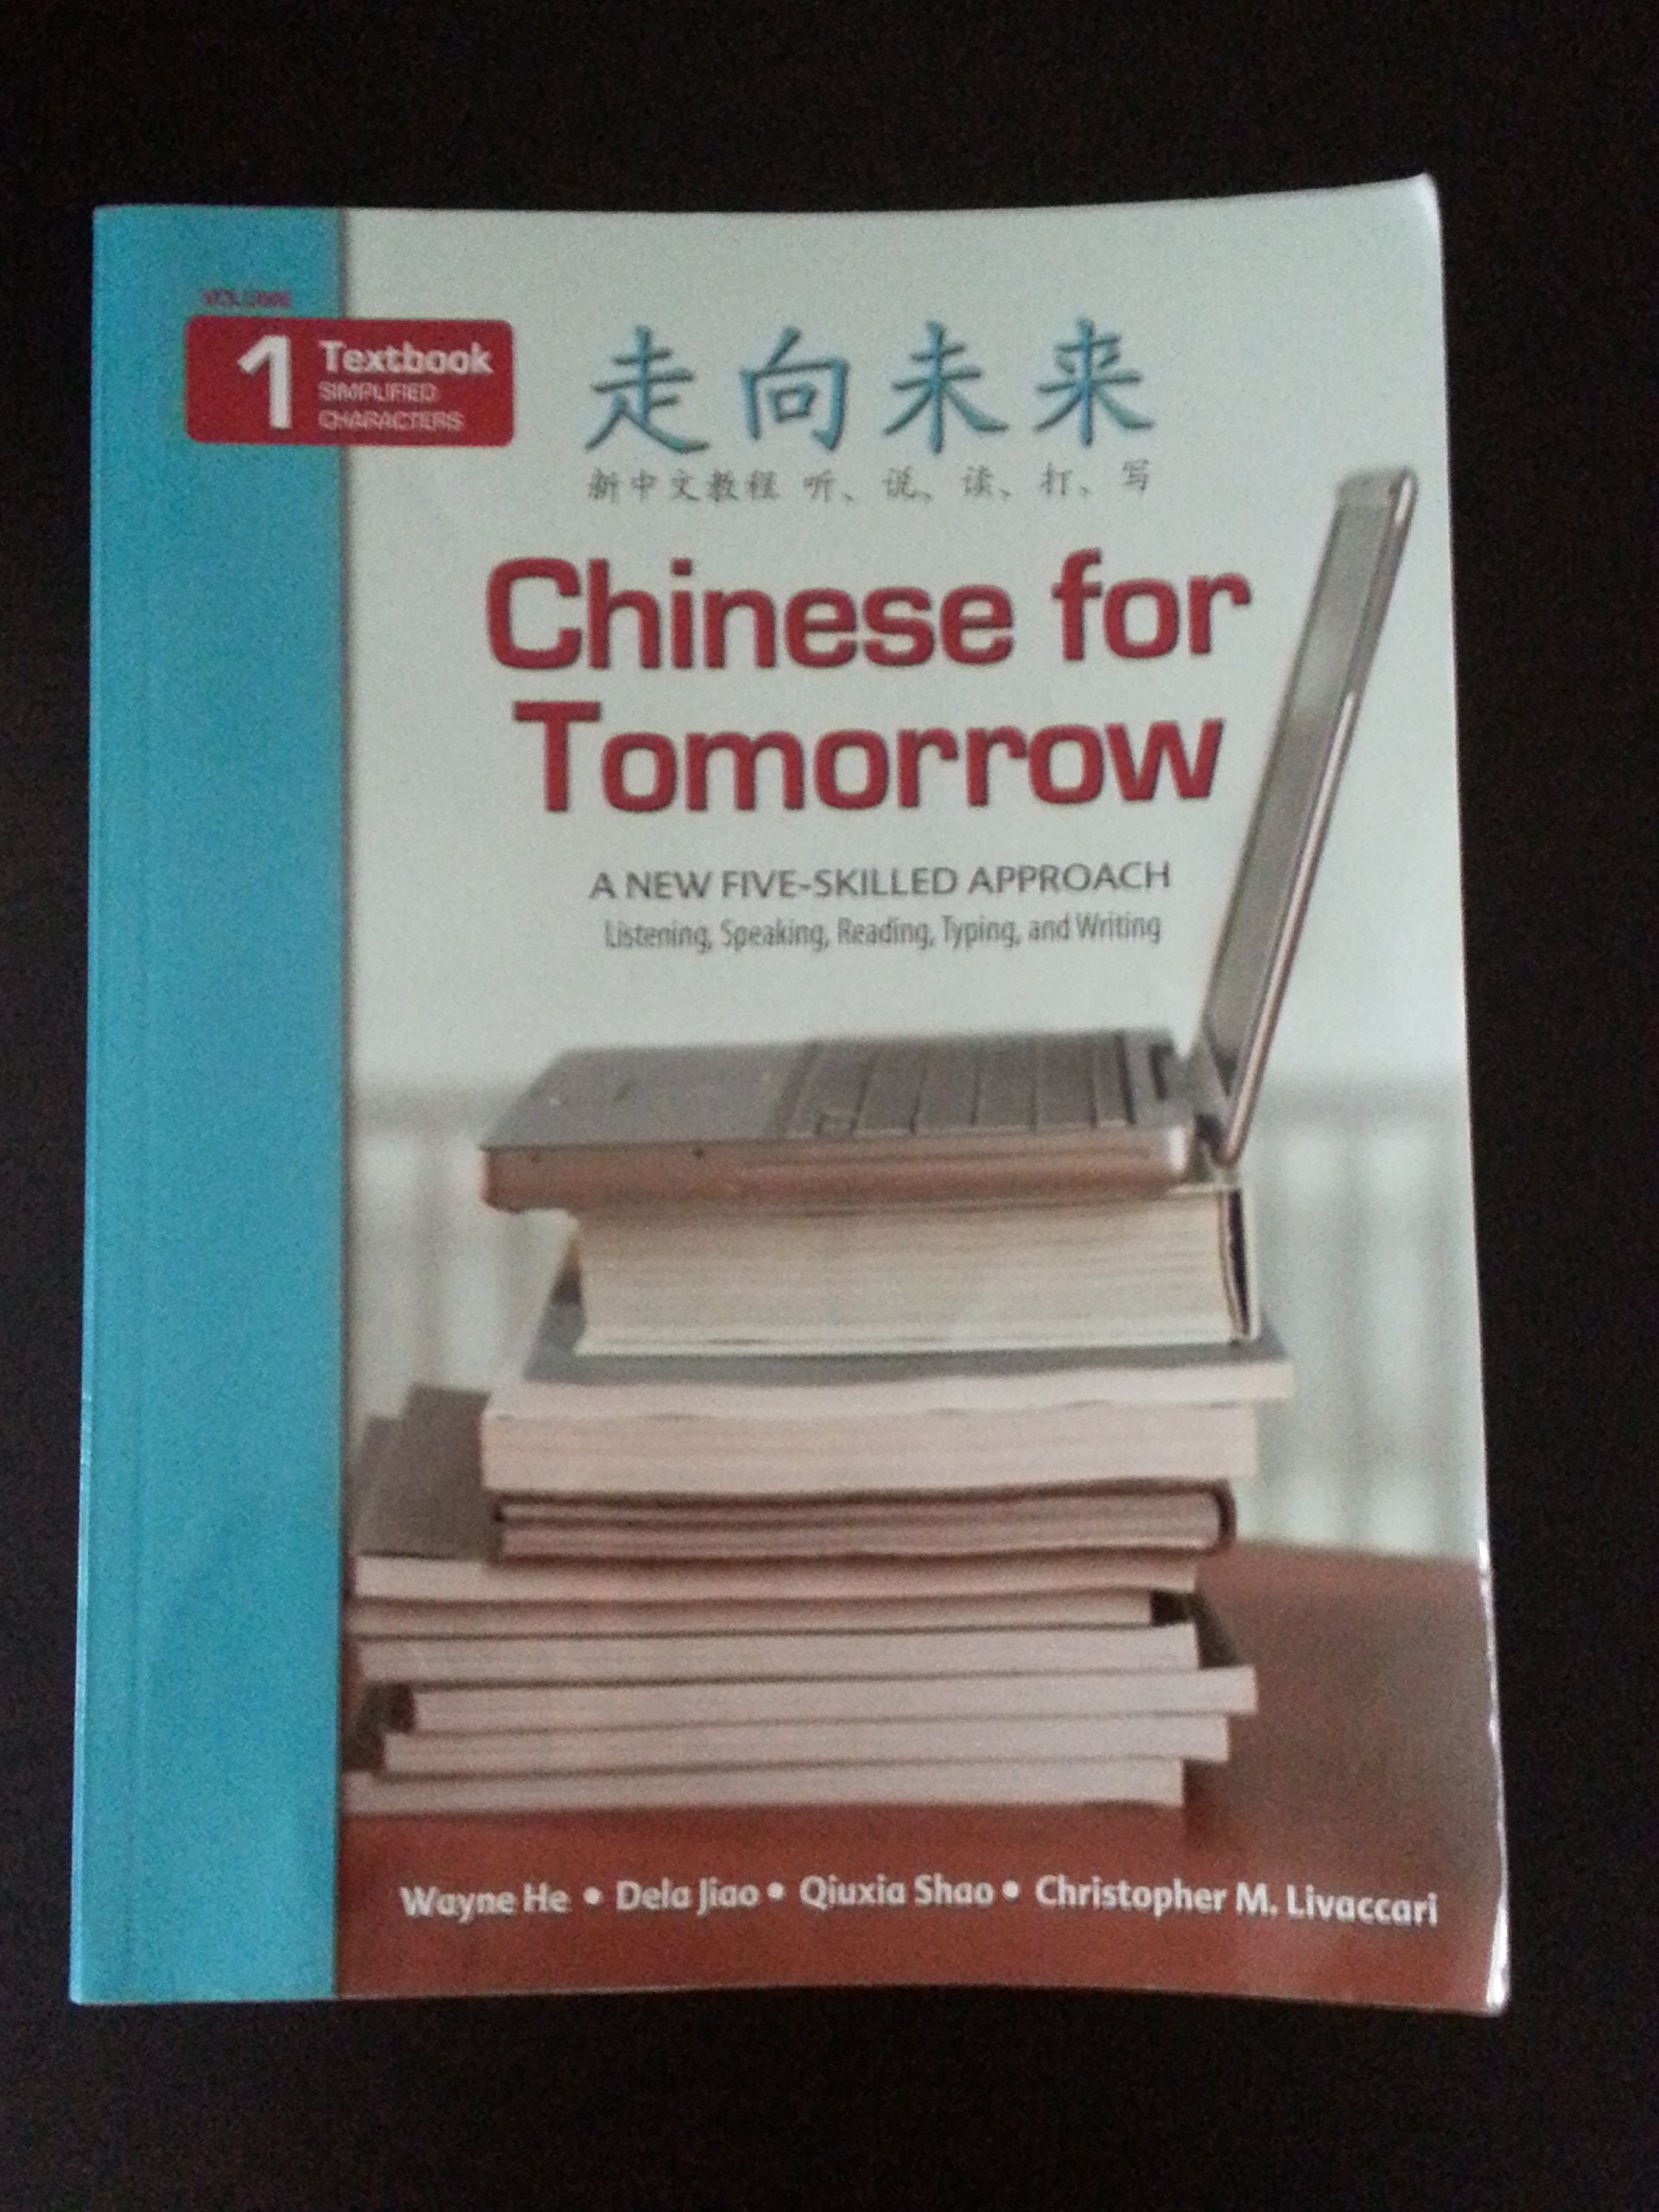 VOLUME
1 Textbook
SIMPLIFIED
CHARACTERS
走向未来
新中文教程 听、说、读、打、写
Chinese for
Tomorrow
A NEW FIVE-SKILLED APPROACH
Listening, Speaking, Reading, Typing, and Writing
Wayne He • Dela Jiao • Qiuxia Shao • Christopher M. Livaccari